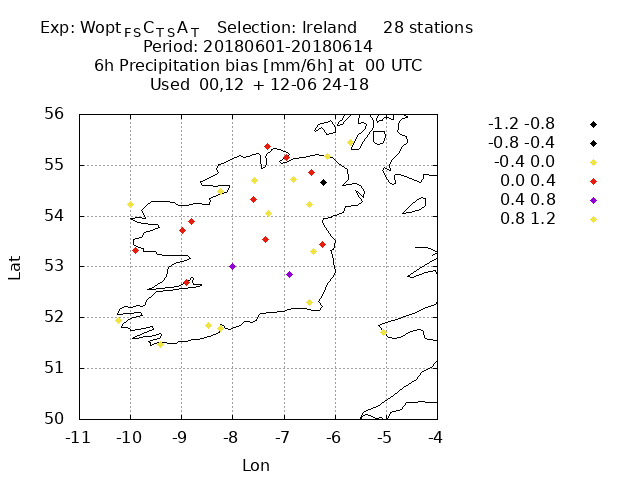 Exp: Wopt_FS C_TS A_T   Selection: Ireland     28 stations
Period: 20180601-20180614
6h Precipitation bias [mm/6h] at  00 UTC
Used  00,12  + 12-06 24-18
-1.2 -0.8
-0.8 -0.4
-0.4 0.0
0.0 0.4
0.4 0.8
0.8 1.2
56
55
54
53
52
51
50
Lat
-11 -10 -9 -8 -7 -6 -5 -4
Lon